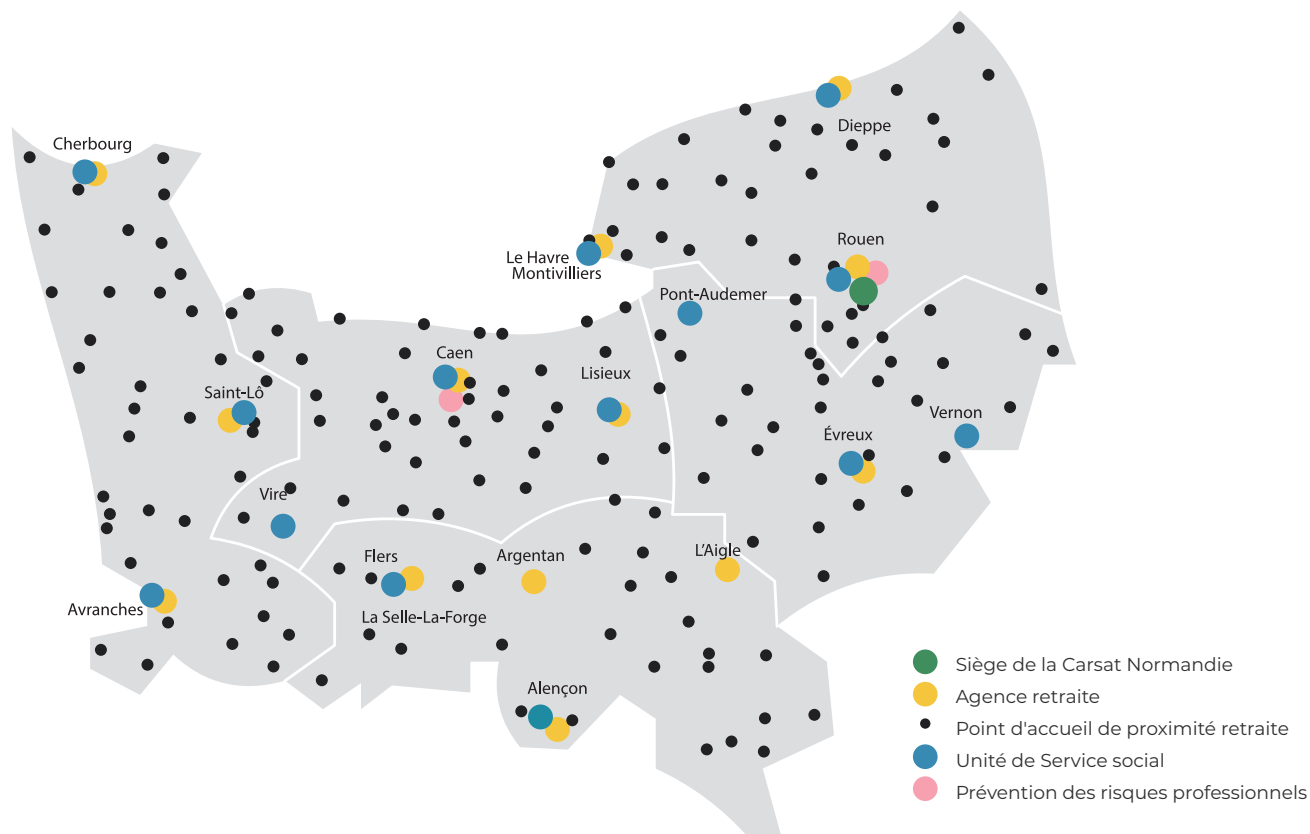 Dieppe
Cherbourg
Rouen
Le Havre
Montivilliers
Pont-Audemer
Caen
Lisieux
Saint-Lô
Vernon
Évreux
Vire
Flers
Argentan
L'Aigle
Avranches
La Selle-La-Forge
Alençon
Siège de la Carsat Normandie
Agence retraite
Point d'accueil de proximité retraite
Unité de Service social
Prévention des risques professionnels